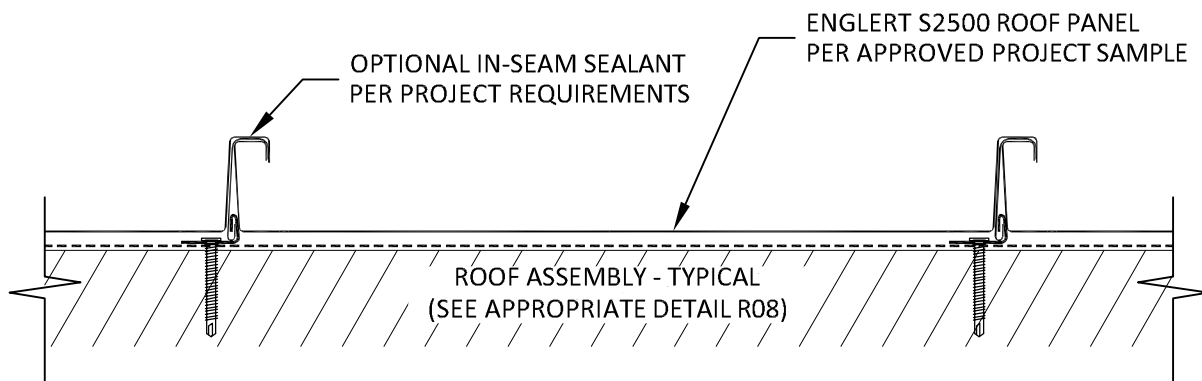 ENGLERT S2500 ROOF PANEL
PER APPROVED PROJECT SAMPLE
OPTIONAL IN-SEAM SEALANT
PER PROJECT REQUIREMENTS
ROOF ASSEMBLY - TYPICAL
(SEE APPROPRIATE DETAIL R08)